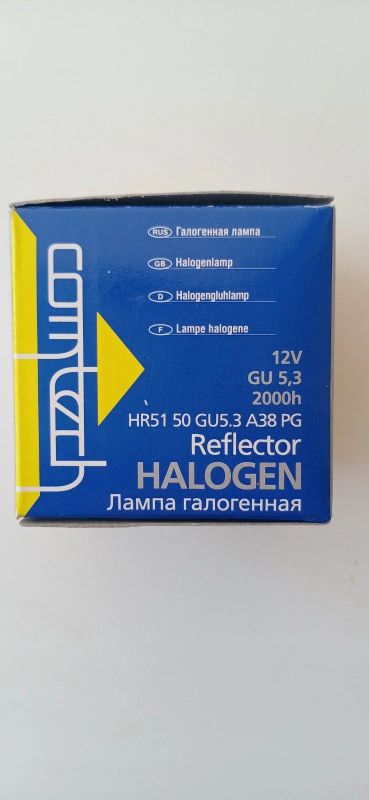 RUS Галогенная лампа
GB Halogenlamp
D Halogengluhlamp
F Lampe halogene
12V
GU 5,3
2000h
HR51 50 GU5.3 A38 PG
Reflector
HALOGEN
Лампа галогенная